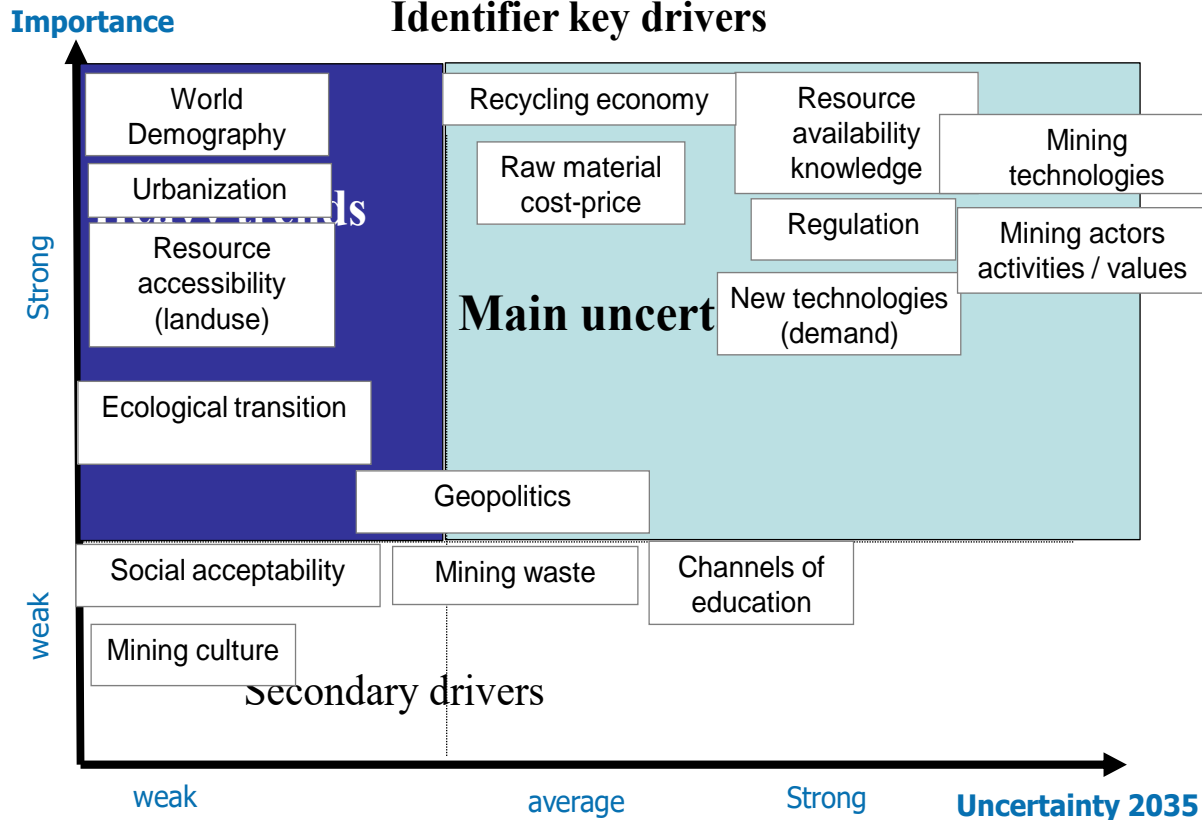 Identifier key drivers
Importance
World
Demography
Urbanization
trends
Resource
accessibility
(landuse)
Ecological transition
Recycling economy
Raw material
cost-price
Resource
availability
knowledge
Mining
technologies
Regulation
Mining actors
activities / values
Main uncert
New technologies
(demand)
Geopolitics
Strong
Social acceptability
Mining waste
Channels of
education
Mining culture
Secondary drivers
weak
weak
average
Strong
Uncertainty 2035